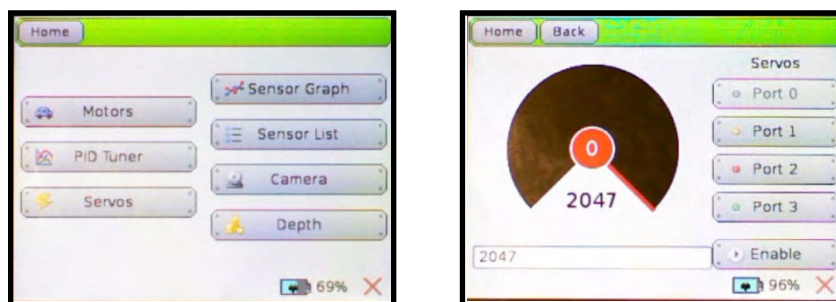 Home
Motors
PID Tuner
Servos
Sensor Graph
Sensor List
Camera
Depth
69%
Home Back
Servos
Port 0
Port 1
Port 2
Port 3
0
2047
2047
Enable
96%